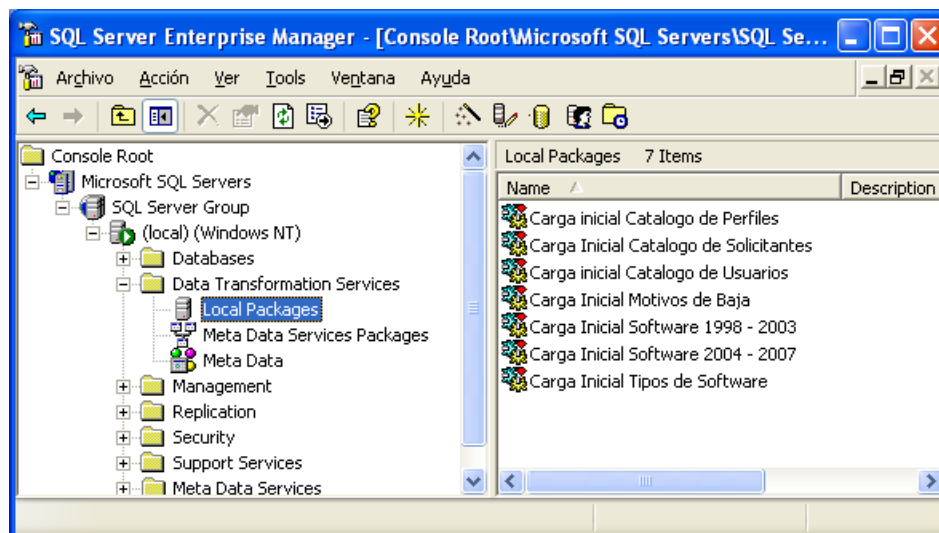 SQL Server Enterprise Manager - [Console Root\Microsoft SQL Servers\SQL Se...
Archivo Acción Ver Tools Ventana Ayuda
Console Root
Microsoft SQL Servers
SQL Server Group
(local) (Windows NT)
Databases
Data Transformation Services
Local Packages
Meta Data Services Packages
Meta Data
Management
Replication
Security
Support Services
Meta Data Services
Local Packages 7 Items
Name Description
Carga inicial Catalogo de Perfiles
Carga Inicial Catalogo de Solicitantes
Carga inicial Catalogo de Usuarios
Carga Inicial Motivos de Baja
Carga Inicial Software 1998 - 2003
Carga Inicial Software 2004 - 2007
Carga Inicial Tipos de Software